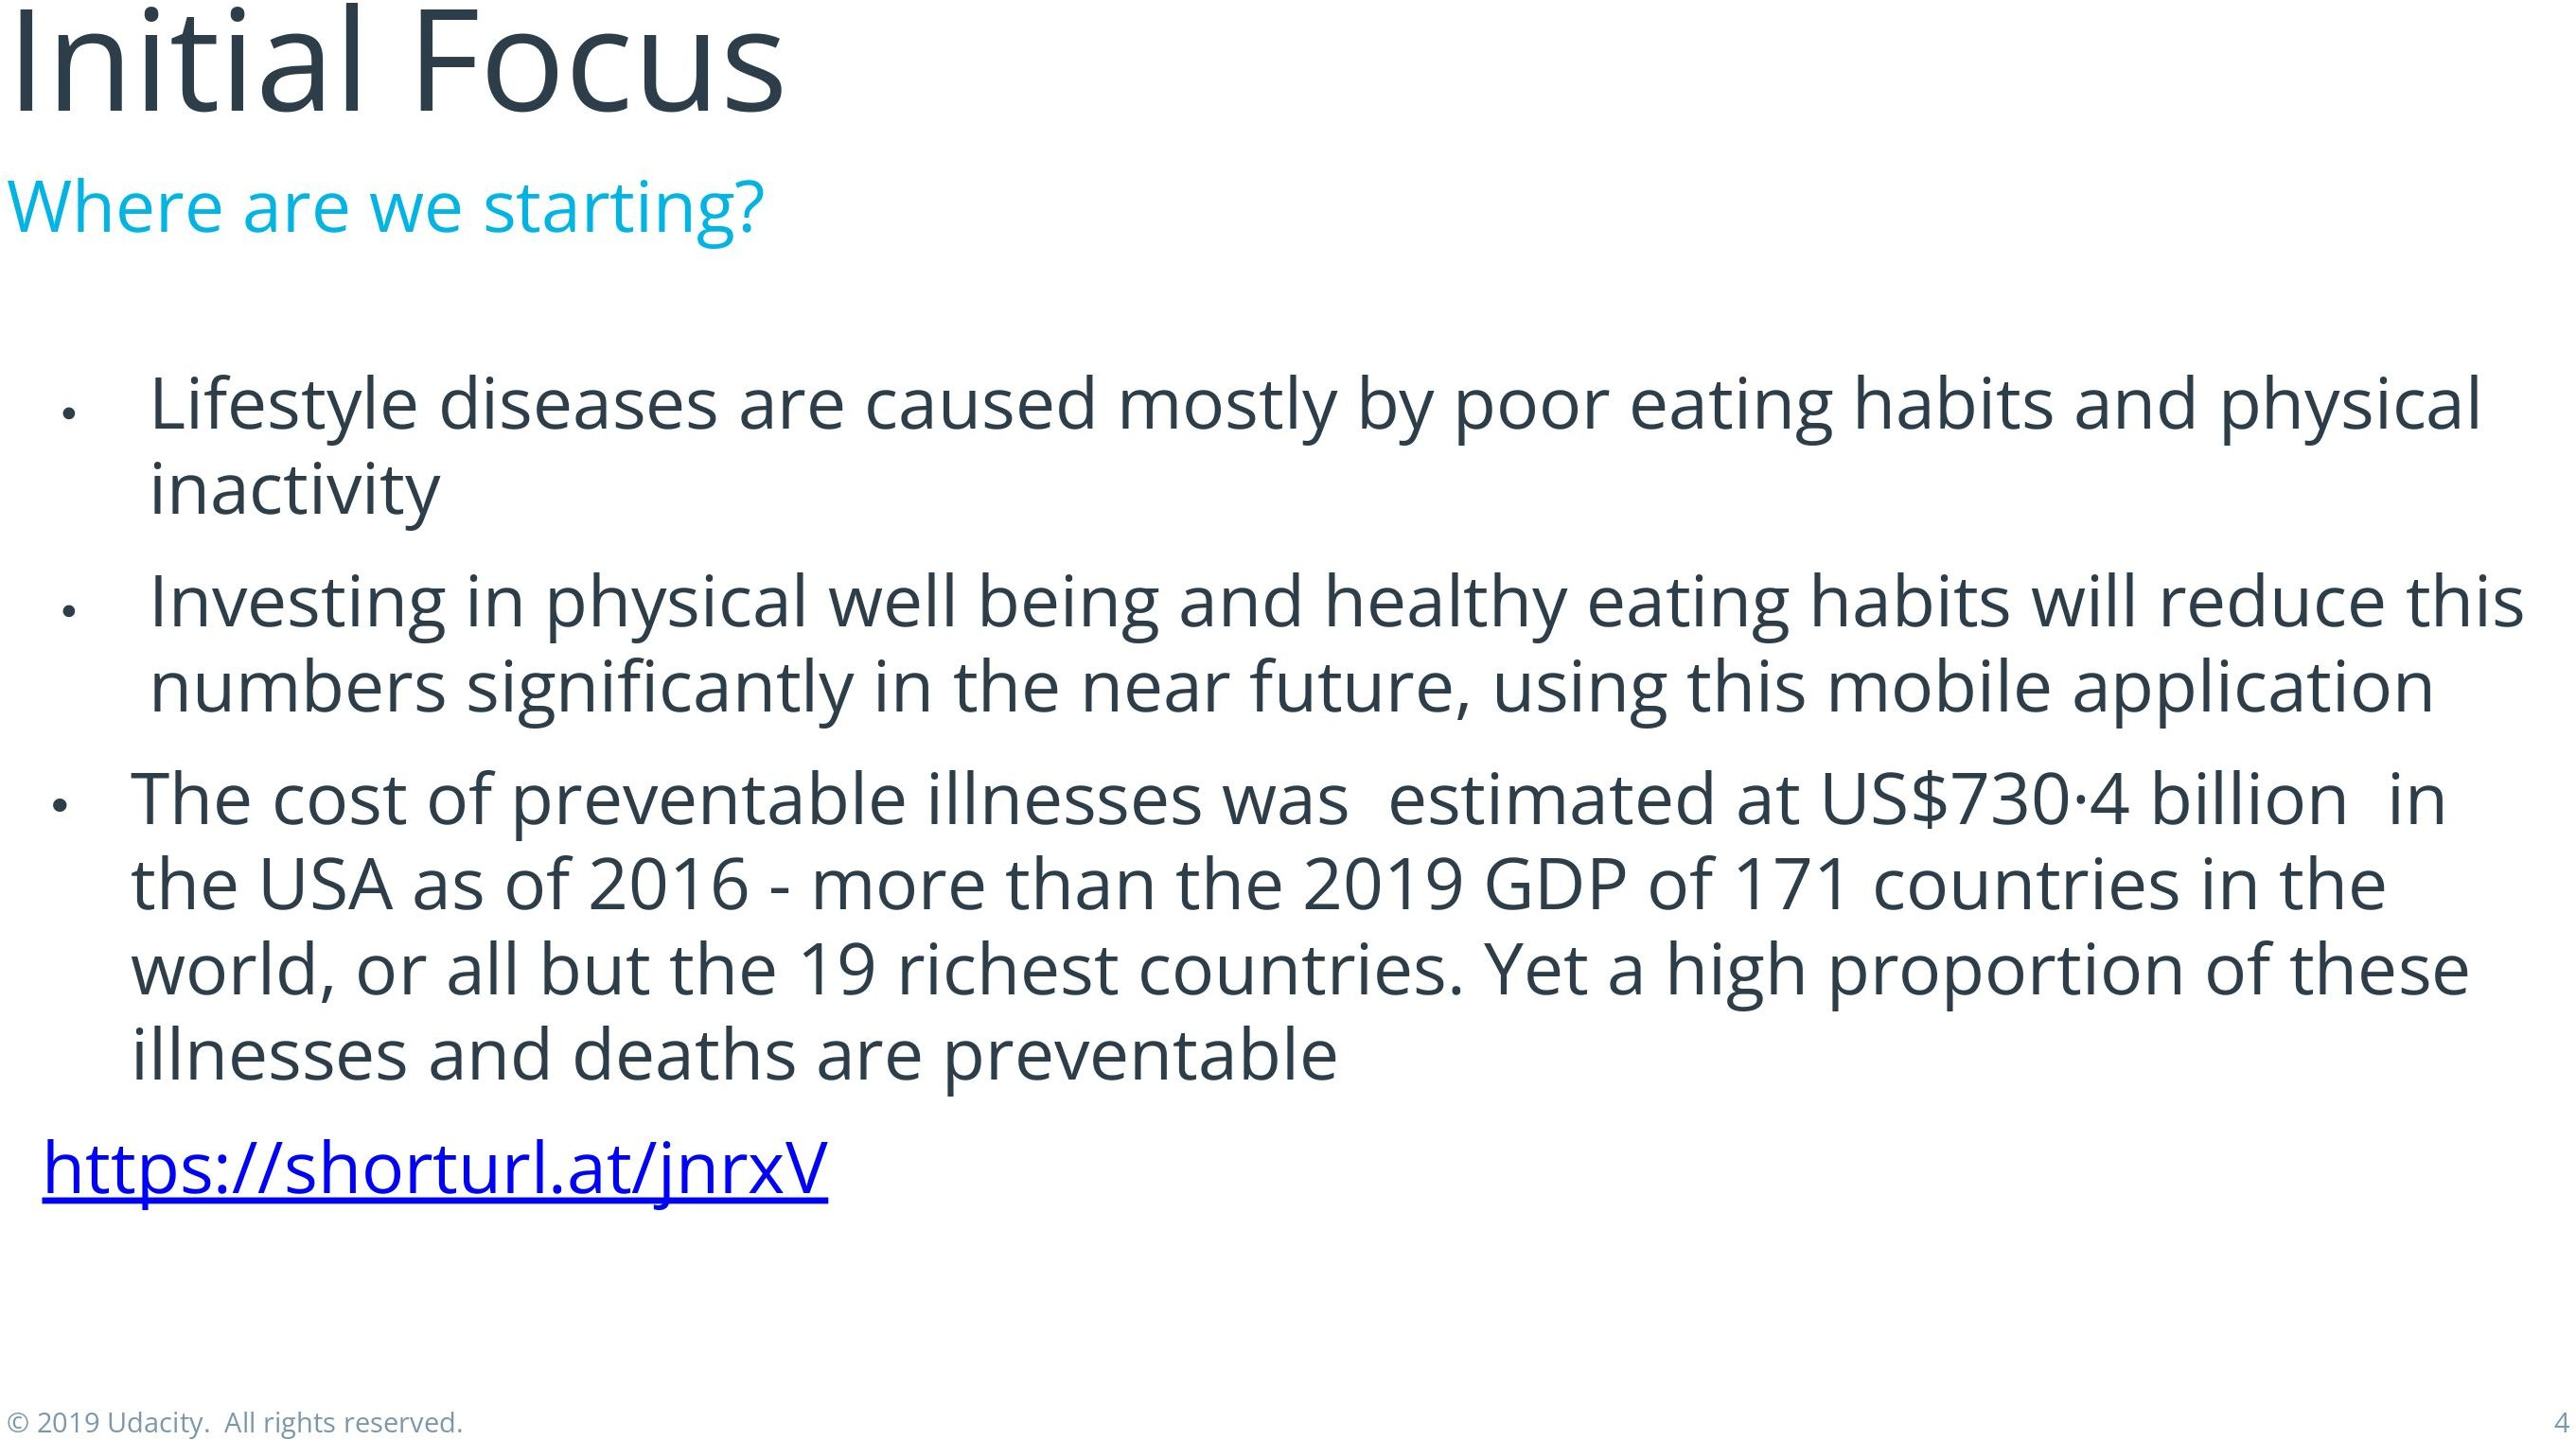 Initial Focus
Where are we starting?
• Lifestyle diseases are caused mostly by poor eating habits and physical
inactivity
• Investing in physical well being and healthy eating habits will reduce this
numbers significantly in the near future, using this mobile application
• The cost of preventable illnesses was  estimated at US$730·4 billion  in
the USA as of 2016 - more than the 2019 GDP of 171 countries in the
world, or all but the 19 richest countries. Yet a high proportion of these
illnesses and deaths are preventable
https://shorturl.at/jnrxV
© 2019 Udacity.  All rights reserved.
4